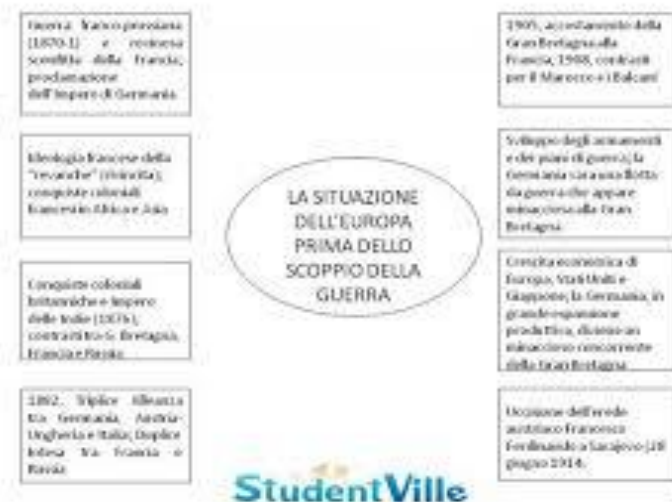 Guerra franco-prussiana
(1870-1) e rovinosa
sconfitta della Francia;
proclamazione
dell'Impero di Germania
Ideologia francese della
"revanche" (rivincita);
conquiste coloniali
francesi in Africa e Asia
Conquiste coloniali
britanniche e Impero
delle Indie (1876);
contrasti tra G. Bretagna,
Francia e Russia
1882, Triplice Alleanza
tra Germania, Austria-
Ungheria e Italia; Duplice
Intesa tra Francia e
Russia
LA SITUAZIONE
DELL'EUROPA
PRIMA DELLO
SCOPPIO DELLA
GUERRA
accostamento della
Gran Bretagna alla
Francia, contrasti
per il Marocco e i Balcani
Sviluppo degli armamenti
e dei piani di guerra; la
Germania vara una flotta
da guerra che appare
minacciosa alla Gran
Bretagna
Crescita economica di
Europa, Stati Uniti e
Giappone; la Germania, in
grande espansione
produttiva, diviene un
minaccioso concorrente
della Gran Bretagna
Uccisione dell'erede
austriaco Francesco
Ferdinando a Sarajevo (28
giugno 1914.
StudentVille